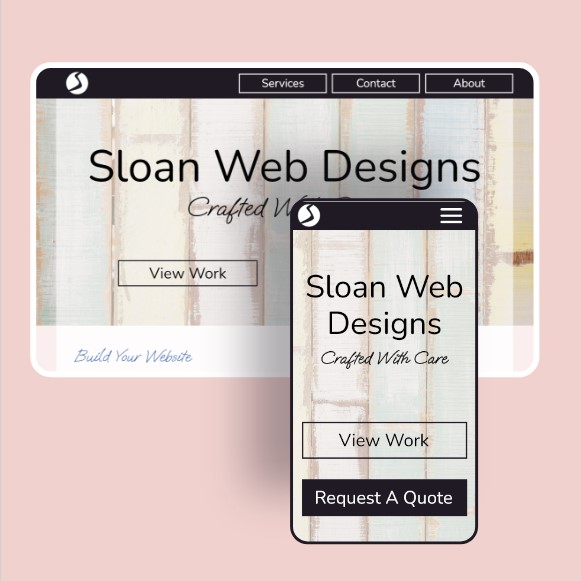 Services
Contact
About
Sloan Web Designs
Crafted
View Work
Build Your Website
Sloan Web
Designs
Crafted With Care
View Work
Request A Quote